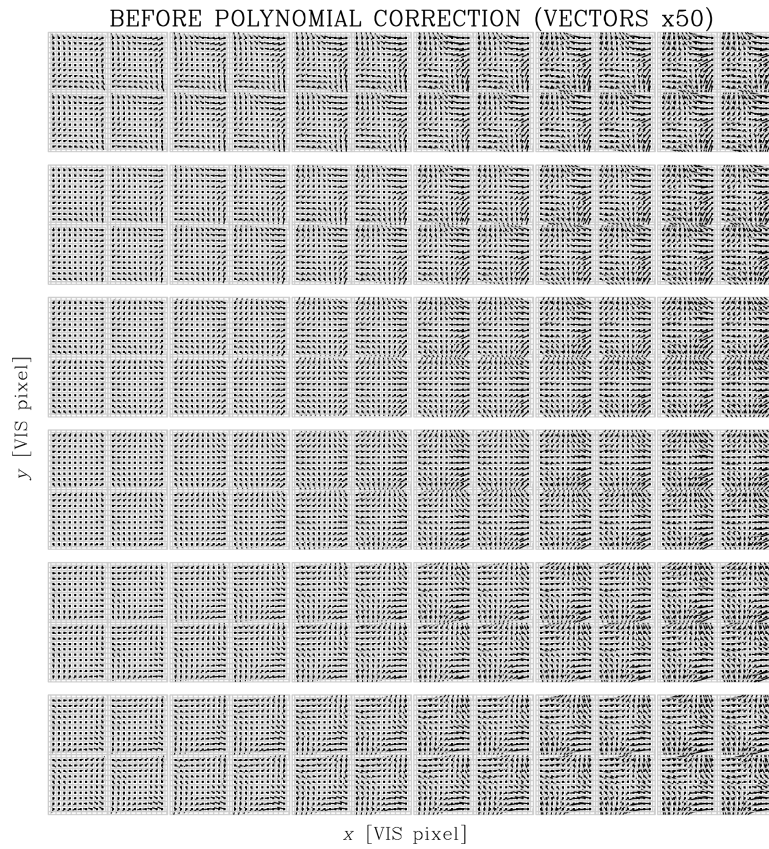 BEFORE POLYNOMIAL CORRECTION (VECTORS x50)
y [VIS pixel]
x [VIS pixel]